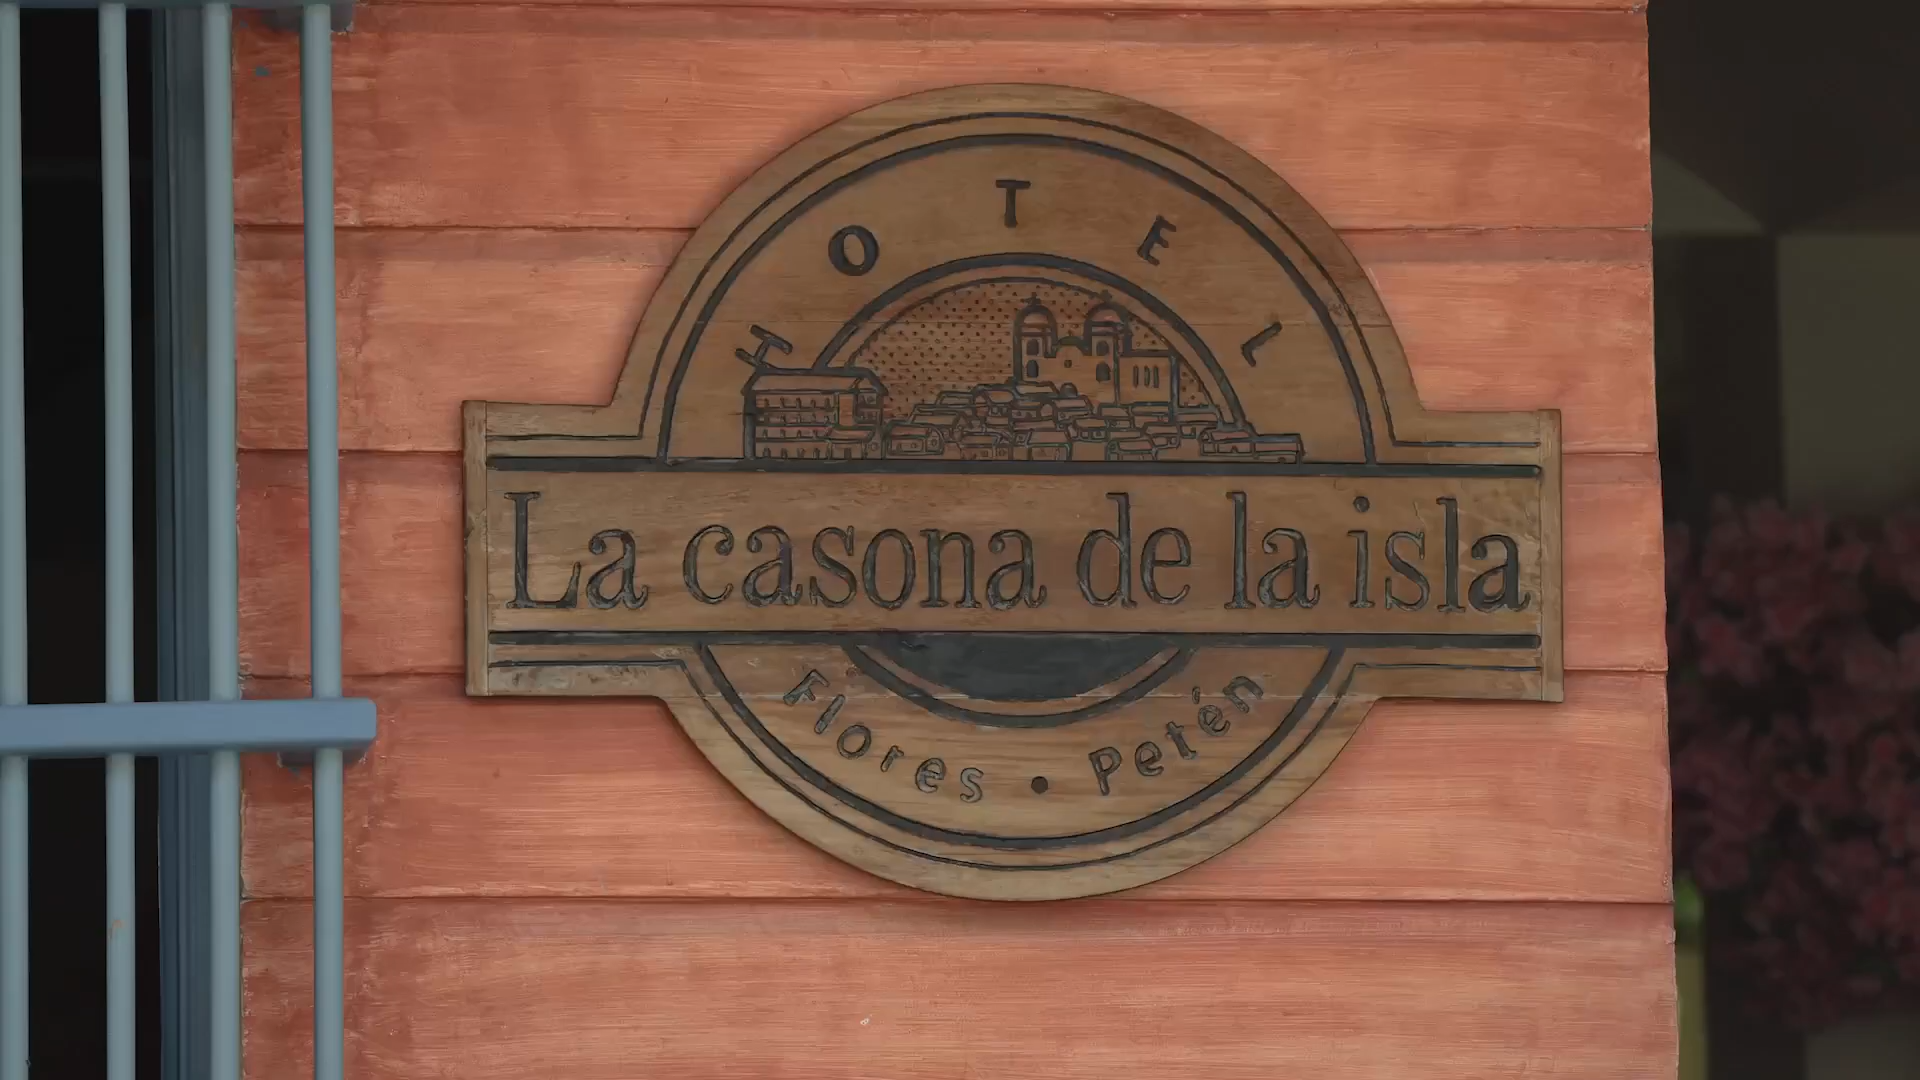 HOTEL
La casona de la isla
Flores • Petén